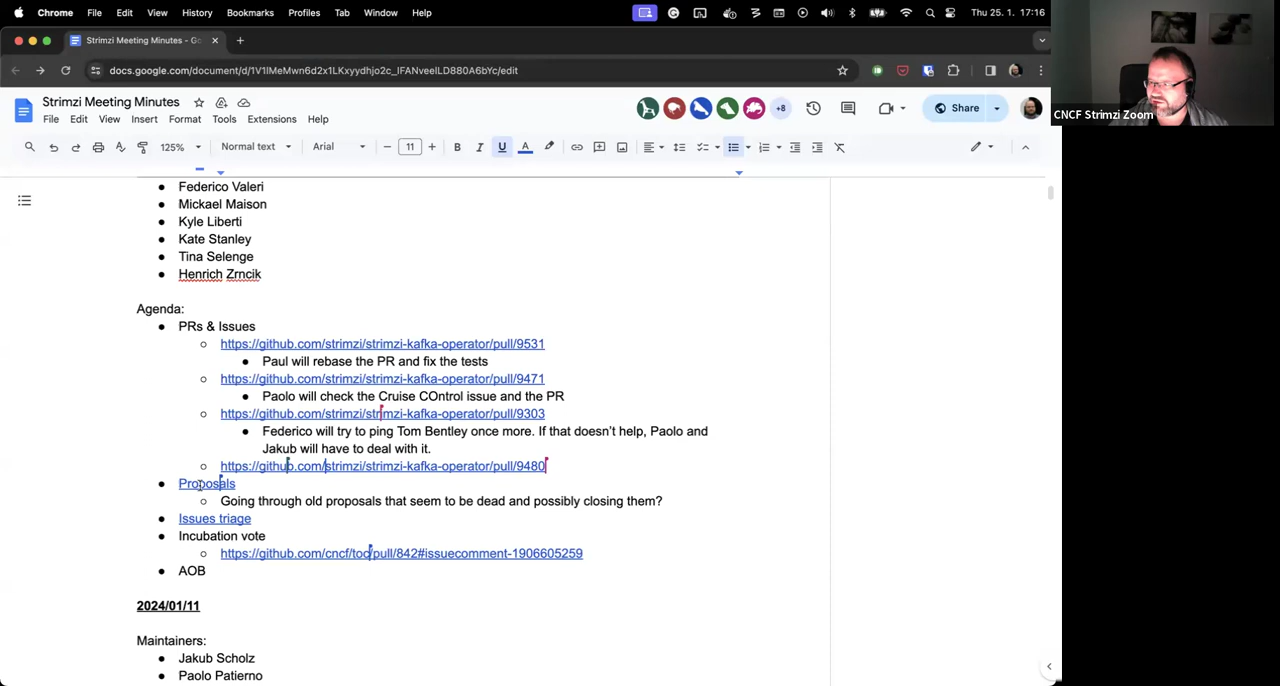 Chrome File Edit View History Bookmarks Profiles Tab Window Help Thu 25. 1. 17:16
Strimzi Meeting Minutes - Go
docs.google.com/document/d/1V1lMeMwn6d2x1LKxyydhjo2c_IFANveelLD880A6bYc/edit
Strimzi Meeting Minutes
+8
Share
File Edit View Insert Format Tools Extensions Help
125% Normal text Arial 11 B I U A
CNCF Strimzi Zoom
Federico Valeri
Mickael Maison
Kyle Liberti
Kate Stanley
Tina Selenge
Henrich Zrncik
Agenda:
PRs & Issues
https://github.com/strimzi/strimzi-kafka-operator/pull/9531
Paul will rebase the PR and fix the tests
https://github.com/strimzi/strimzi-kafka-operator/pull/9471
Paolo will check the Cruise COntrol issue and the PR
https://github.com/strimzi/strimzi-kafka-operator/pull/9303
Federico will try to ping Tom Bentley once more. If that doesn't help, Paolo and
Jakub will have to deal with it.
https://github.com/strimzi/strimzi-kafka-operator/pull/9480
Proposals
Going through old proposals that seem to be dead and possibly closing them?
Issues triage
Incubation vote
https://github.com/cncf/toc/pull/842#issuecomment-1906605259
AOB
2024/01/11
Maintainers:
Jakub Scholz
Paolo Patierno